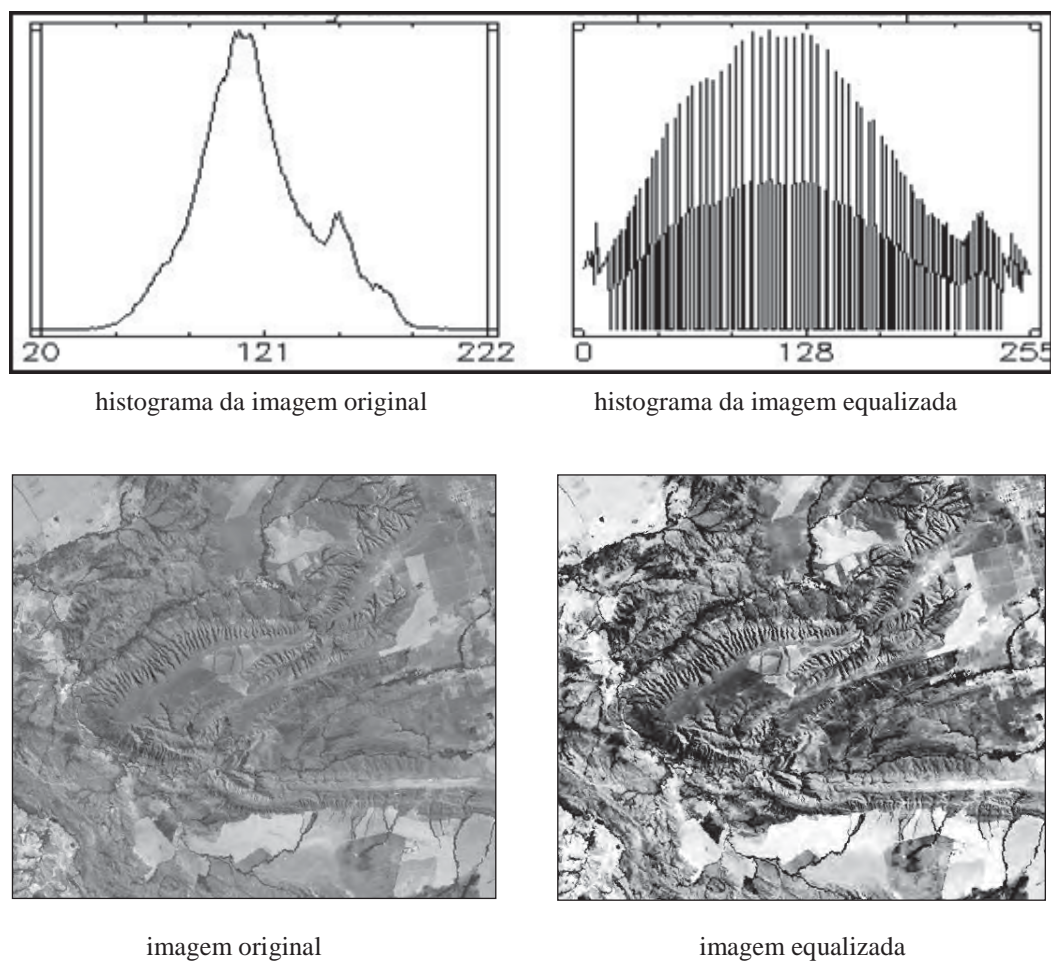 20 121 222
0 128 255
histograma da imagem original
histograma da imagem equalizada
imagem original
imagem equalizada